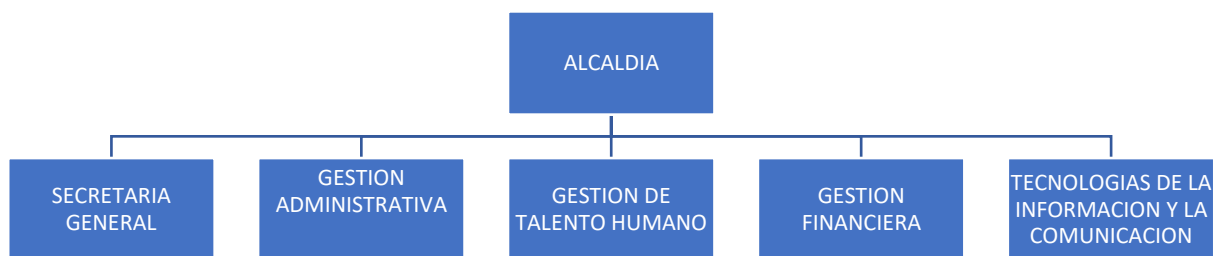 ALCALDIA
SECRETARIA
GENERAL
GESTION
ADMINISTRATIVA
GESTION DE
TALENTO HUMANO
GESTION
FINANCIERA
TECNOLOGIAS DE LA
INFORMACION Y LA
COMUNICACION